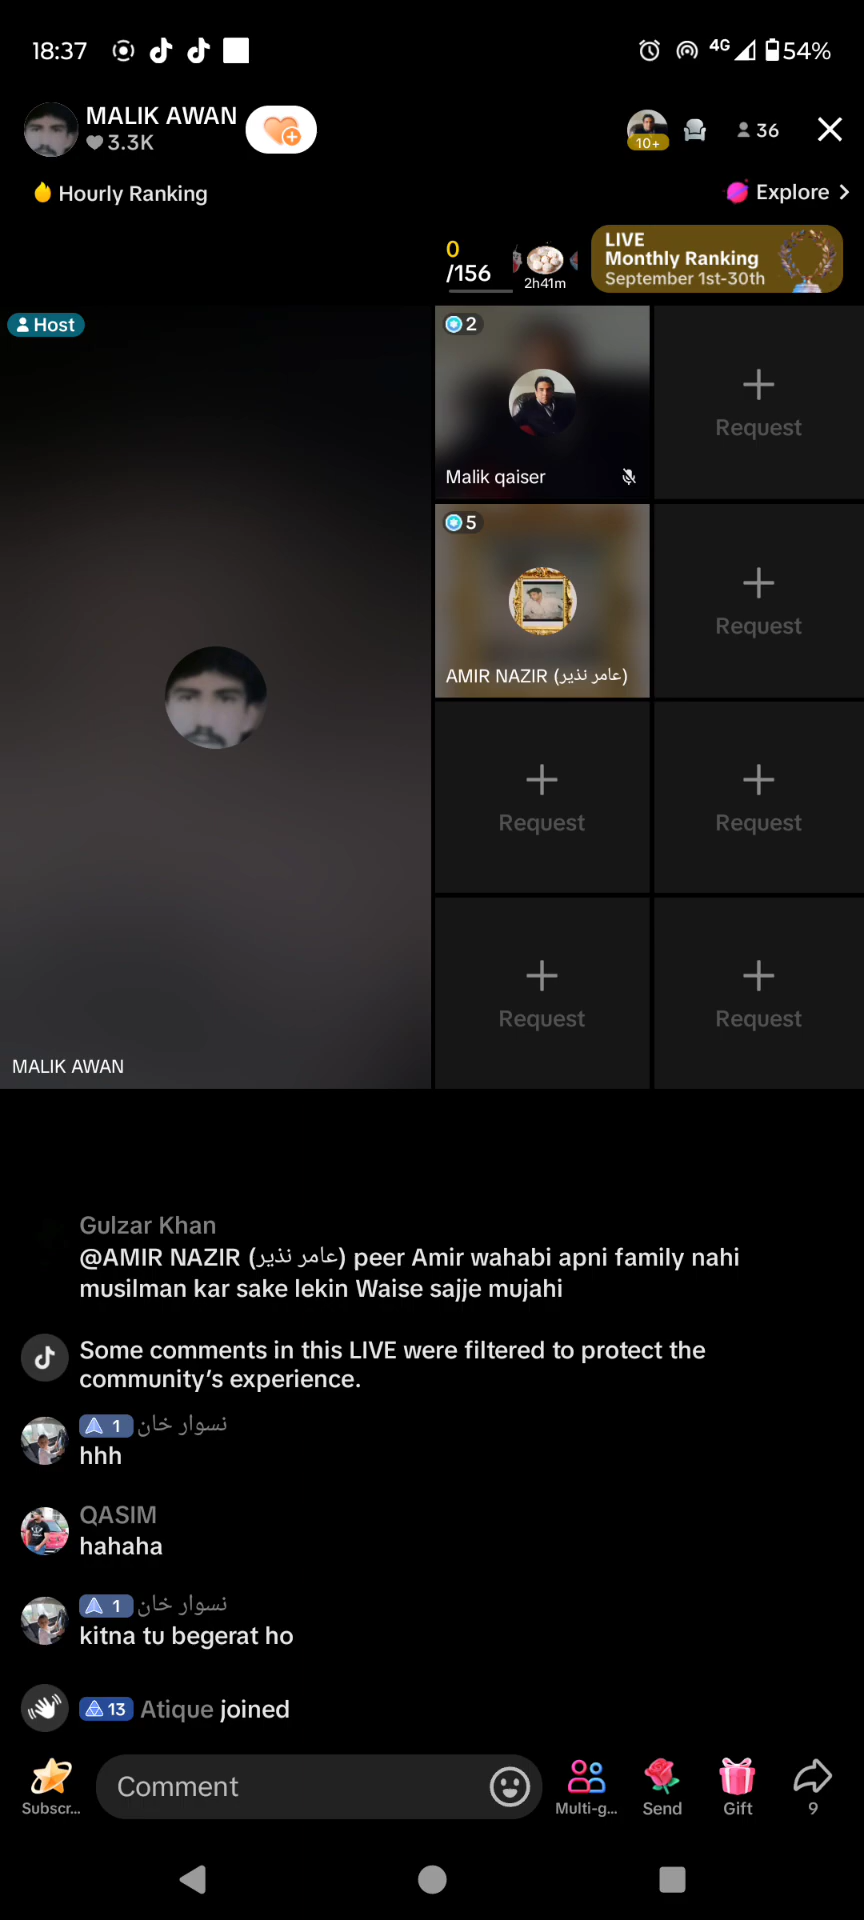 18:37
4G
54%
MALIK AWAN
3.3K
10+
36
Hourly Ranking
Explore
0
/156
2h41m
LIVE
Monthly Ranking
September 1st-30th
Host
2
Malik qaiser
Request
5
AMIR NAZIR (عامر نذیر)
Request
Request
Request
Request
Request
MALIK AWAN
Gulzar Khan
@AMIR NAZIR (عامر نذیر) peer Amir wahabi apni family nahi
musilman kar sake lekin Waise sajje mujahi
Some comments in this LIVE were filtered to protect the
community’s experience.
1 نسوار خان
hhh
QASIM
hahaha
1 نسوار خان
kitna tu begerat ho
13 Atique joined
Comment
Subscr...
Multi-g...
Send
Gift
9